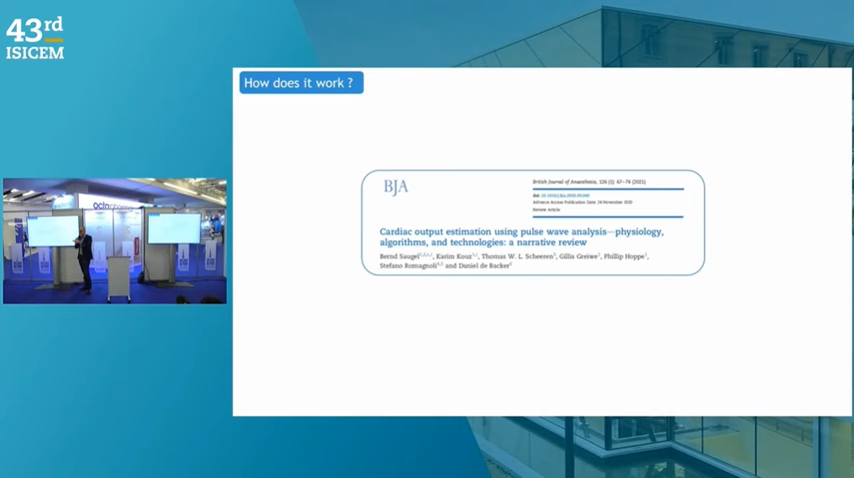 43rd
ISICEM
How does it work ?
BJA
British Journal of Anaesthesia, 126 (1): 67–76 (2021)
Advance Access Publication Date: 24 November 2020
Review Article
Cardiac output estimation using pulse wave analysis—physiology,
algorithms, and technologies: a narrative review
Bernd Saugel, Karim Kouz, Thomas W. L. Scheeren, Gillis Greiwe, Phillip Hoppe,
Stefano Romagnoli and Daniel de Backer